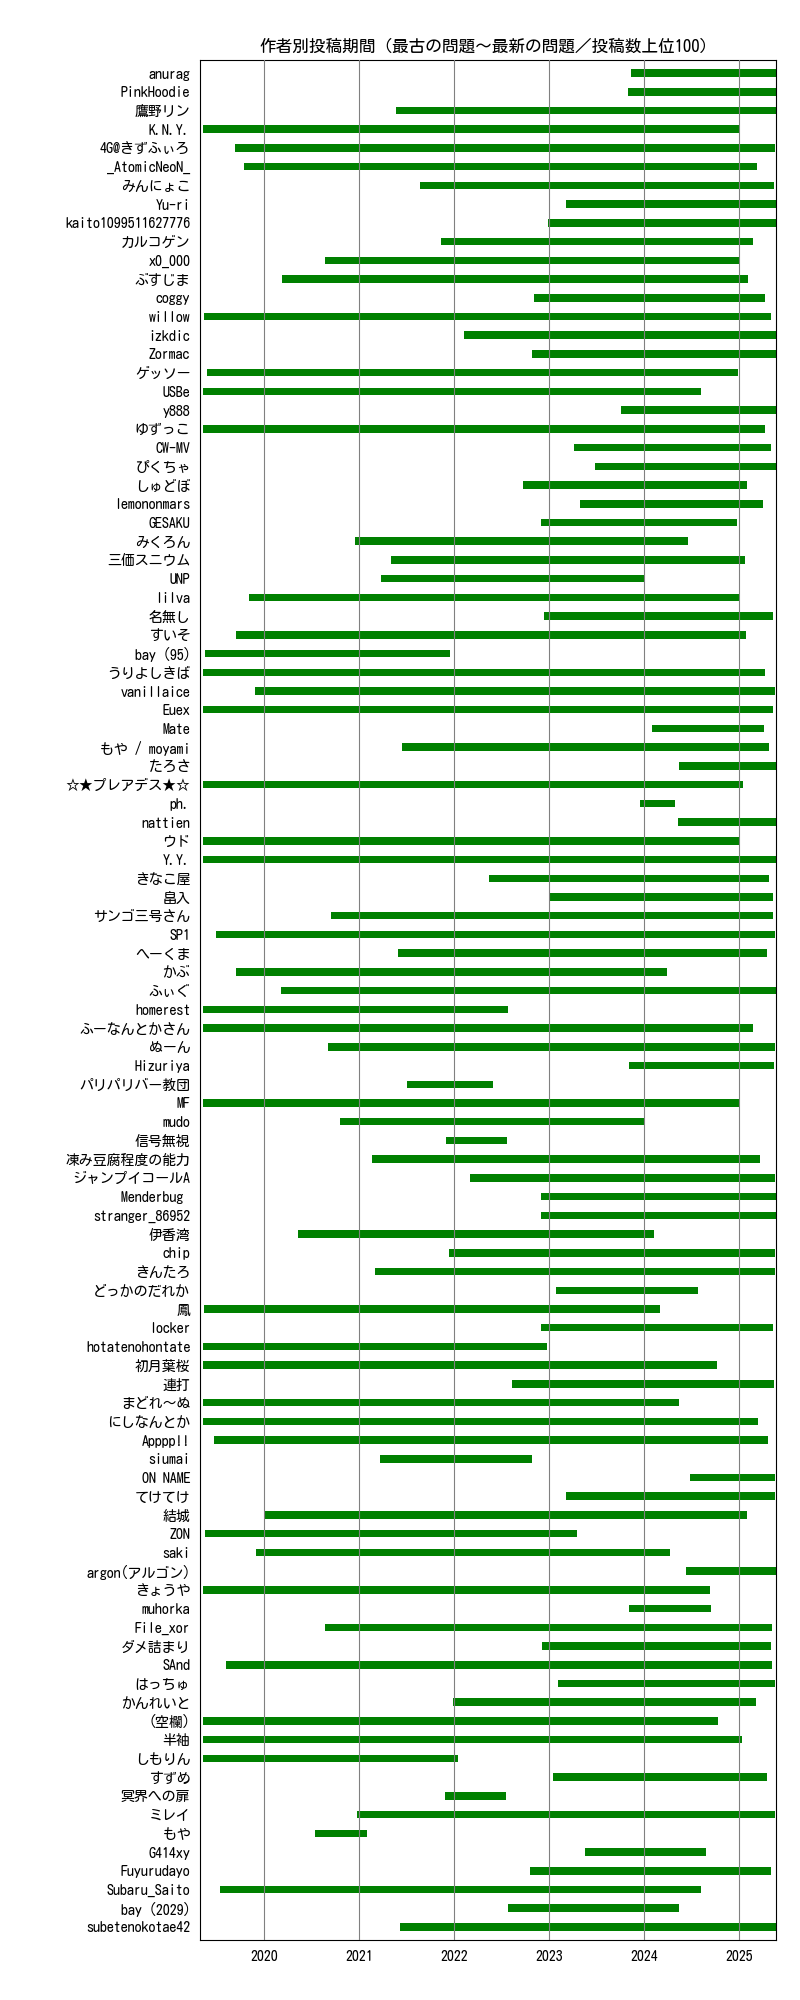 作者別投稿期間（最古の問題～最新の問題／投稿数上位100）
anurag
PinkHoodie
鷹野リン
K.N.Y.
4G@きずふぃろ
_AtomicNeoN_
みんにょこ
Yu-ri
kaito1099511627776
カルコゲン
x0_000
ぶすじま
coggy
willow
izkdic
Zormac
ゲッソー
USBe
y888
ゆずっこ
CW-MV
ぴくちゃ
しゅどぼ
lemononmars
GESAKU
みくろん
三価スニウム
UNP
lilva
名無し
すいそ
bay (95)
うりよしきば
vanillaice
Euex
Mate
もや / moyami
たろさ
☆★プレアデス★☆
ph.
nattien
ウド
Y.Y.
きなこ屋
畠入
サンゴ三号さん
SP1
へーくま
かぶ
ふぃぐ
homerest
ふーなんとかさん
ぬーん
Hizuriya
パリパリバー教団
MF
mudo
信号無視
凍み豆腐程度の能力
ジャンプイコールA
Menderbug
stranger_86952
伊香湾
chip
きんたろ
どっかのだれか
鳳
locker
hotatenohontate
初月葉桜
連打
まどれ～ぬ
にしなんとか
Appppll
siumai
ON NAME
てけてけ
結城
ZON
saki
argon(アルゴン)
きょうや
muhorka
File_xor
ダメ詰まり
SAnd
はっちゅ
かんれいと
(空欄)
半袖
しもりん
すずめ
冥界への扉
ミレイ
もや
G414xy
Fuyurudayo
Subaru_Saito
bay (2029)
subetenokotae42
2020 2021 2022 2023 2024 2025